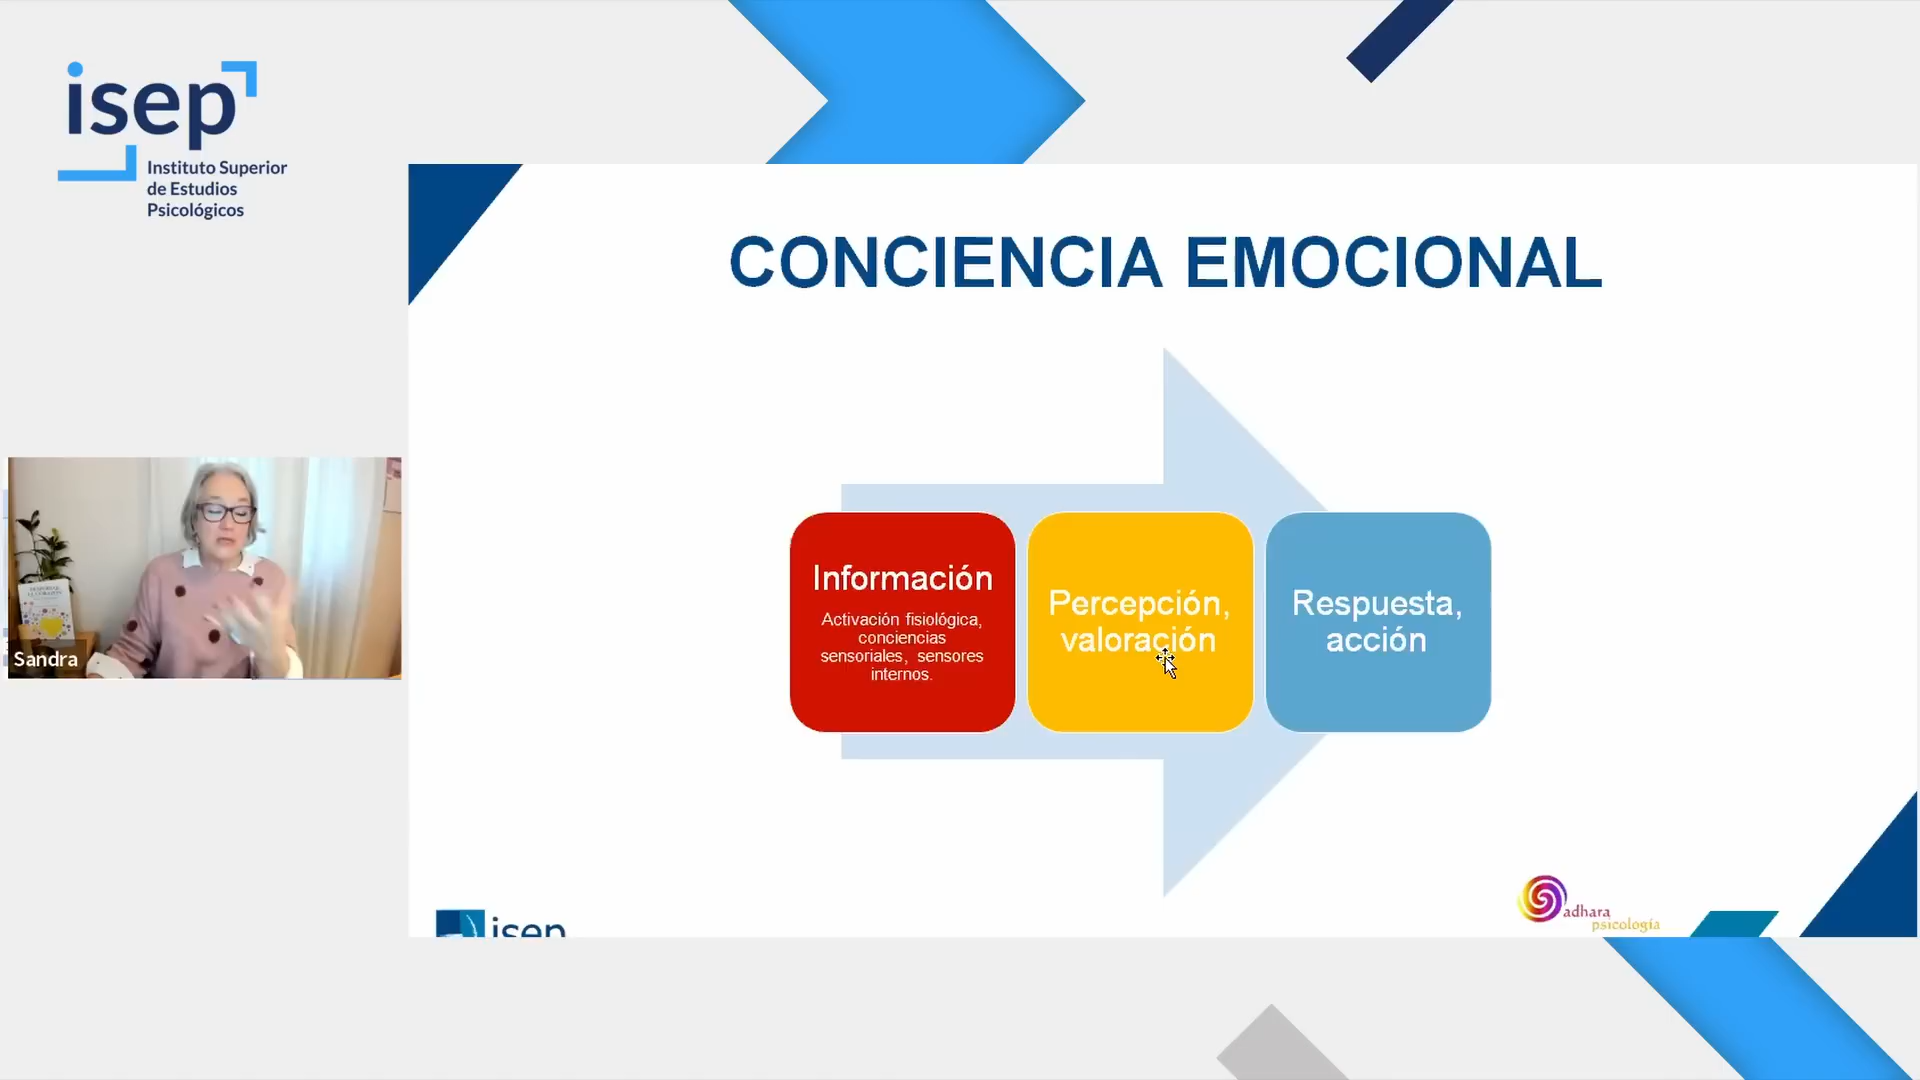 isep
Instituto Superior
de Estudios
Psicológicos
CONCIENCIA EMOCIONAL
Información
Activación fisiológica,
conciencias
sensoriales, sensores
internos.
Percepción,
valoración
Respuesta,
acción
Sandra
isep
adhara
psicología